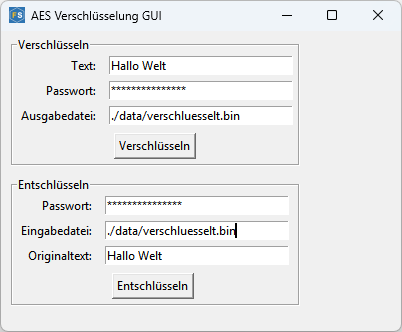 FS AES Verschlüsselung GUI
Verschlüsseln
Text: Hallo Welt
Passwort: ***************
Ausgabedatei: ./data/verschluesselt.bin
Verschlüsseln
Entschlüsseln
Passwort: ***************
Eingabedatei: ./data/verschluesselt.bin
Originaltext: Hallo Welt
Entschlüsseln